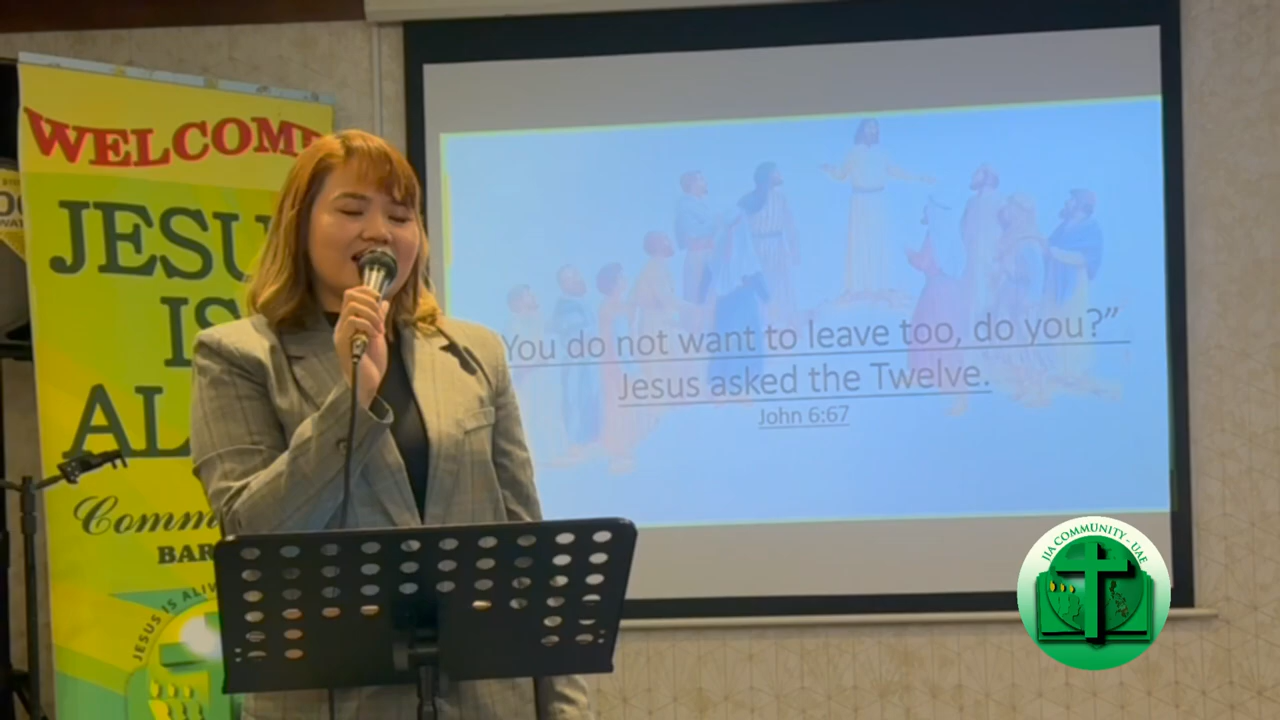 WELCOME
JESU
IS
AL
Comm
BAR
JESUS IS ALIV
You do not want to leave too, do you?”
Jesus asked the Twelve.
John 6:67
JIA COMMUNITY - UAE